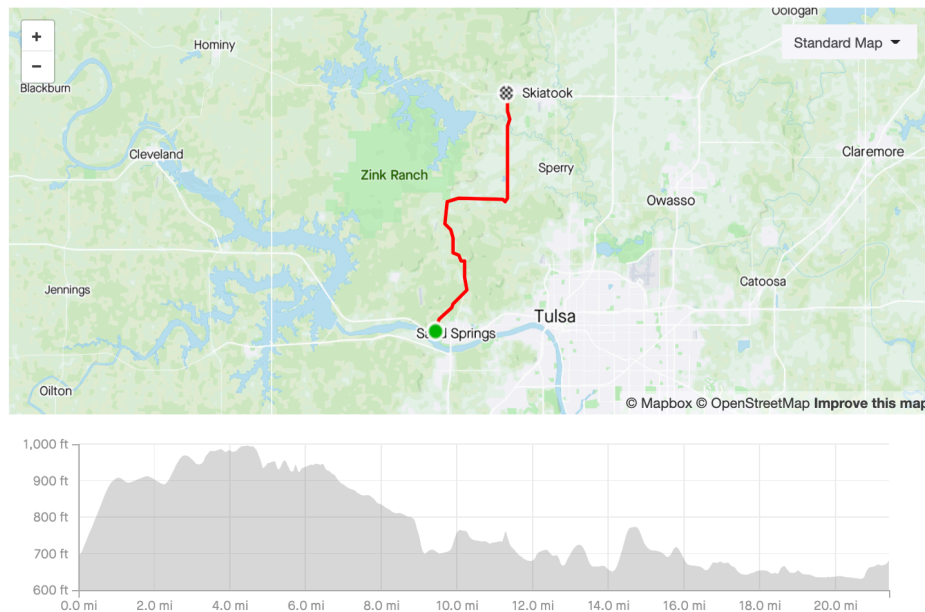 Oologan
+
Standard Map
Hominy
−
Blackburn
Skiatook
Cleveland
Claremore
Sperry
Zink Ranch
Owasso
Catoosa
Jennings
Tulsa
Springs
Oilton
© Mapbox © OpenStreetMap Improve this map
1,000 ft
900 ft
800 ft
700 ft
600 ft
0.0 mi 2.0 mi 4.0 mi 6.0 mi 8.0 mi 10.0 mi 12.0 mi 14.0 mi 16.0 mi 18.0 mi 20.0 mi